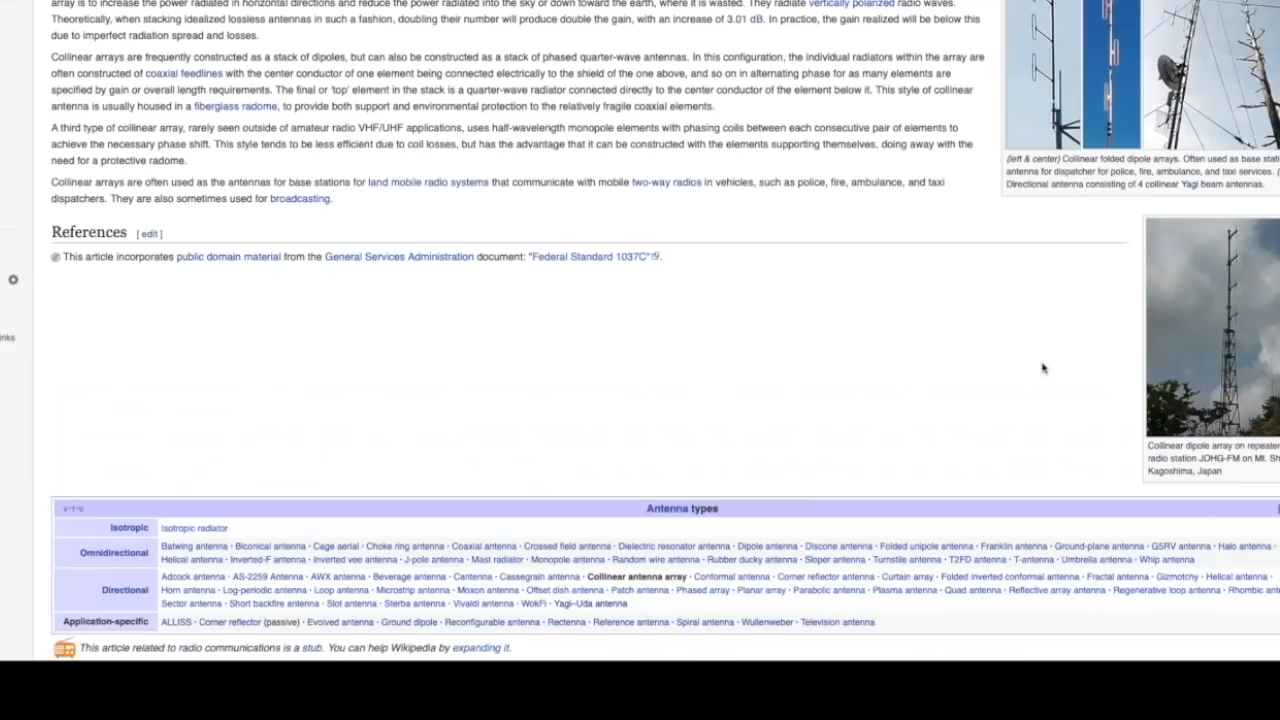 array is to increase the power radiated in horizontal directions and reduce the power radiated into the sky or down toward the earth, where it is wasted. They radiate vertically polarized radio waves.
Theoretically, when stacking idealized lossless antennas in such a fashion, doubling their number will produce double the gain, with an increase of 3.01 dB. In practice, the gain realized will be below this
due to imperfect radiation spread and losses.
Collinear arrays are frequently constructed as a stack of dipoles, but can also be constructed as a stack of phased quarter-wave antennas. In this configuration, the individual radiators within the array are
often constructed of coaxial feedlines with the center conductor of one element being connected electrically to the shield of the one above, and so on in alternating phase for as many elements are
specified by gain or overall length requirements. The final or 'top' element in the stack is a quarter-wave radiator connected directly to the center conductor of the element below it. This style of collinear
antenna is usually housed in a fiberglass radome, to provide both support and environmental protection to the relatively fragile coaxial elements.
A third type of collinear array, rarely seen outside of amateur radio VHF/UHF applications, uses half-wavelength monopole elements with phasing coils between each consecutive pair of elements to
achieve the necessary phase shift. This style tends to be less efficient due to coil losses, but has the advantage that it can be constructed with the elements supporting themselves, doing away with the
need for a protective radome.
Collinear arrays are often used as the antennas for base stations for land mobile radio systems that communicate with mobile two-way radios in vehicles, such as police, fire, ambulance, and taxi
dispatchers. They are also sometimes used for broadcasting.
(left & center) Collinear folded dipole arrays. Often used as base stati
antenna for dispatcher for police, fire, ambulance, and taxi services. (
Directional antenna consisting of 4 collinear Yagi beam antennas.
References [ edit ]
This article incorporates public domain material from the General Services Administration document: "Federal Standard 1037C".
inks
Collinear dipole array on repeater
radio station JOHG-FM on Mt. Sh
Kagoshima, Japan
V·T·E Antenna types
Isotropic Isotropic radiator
Omnidirectional Batwing antenna · Biconical antenna · Cage aerial · Choke ring antenna · Coaxial antenna · Crossed field antenna · Dielectric resonator antenna · Dipole antenna · Discone antenna · Folded unipole antenna · Franklin antenna · Ground-plane antenna · G5RV antenna · Halo antenna ·
Helical antenna · Inverted-F antenna · Inverted vee antenna · J-pole antenna · Mast radiator · Monopole antenna · Random wire antenna · Rubber ducky antenna · Sloper antenna · Turnstile antenna · T2FD antenna · T-antenna · Umbrella antenna · Whip antenna
Directional Adcock antenna · AS-2259 Antenna · AWX antenna · Beverage antenna · Cantenna · Cassegrain antenna · Collinear antenna array · Conformal antenna · Corner reflector antenna · Curtain array · Folded inverted conformal antenna · Fractal antenna · Gizmotchy · Helical antenna ·
Horn antenna · Log-periodic antenna · Loop antenna · Microstrip antenna · Moxon antenna · Offset dish antenna · Patch antenna · Phased array · Planar array · Parabolic antenna · Plasma antenna · Quad antenna · Reflective array antenna · Regenerative loop antenna · Rhombic ante
Sector antenna · Short backfire antenna · Slot antenna · Sterba antenna · Vivaldi antenna · WokFi · Yagi–Uda antenna
Application-specific ALLISS · Corner reflector (passive) · Evolved antenna · Ground dipole · Reconfigurable antenna · Rectenna · Reference antenna · Spiral antenna · Wullenweber · Television antenna
This article related to radio communications is a stub. You can help Wikipedia by expanding it.